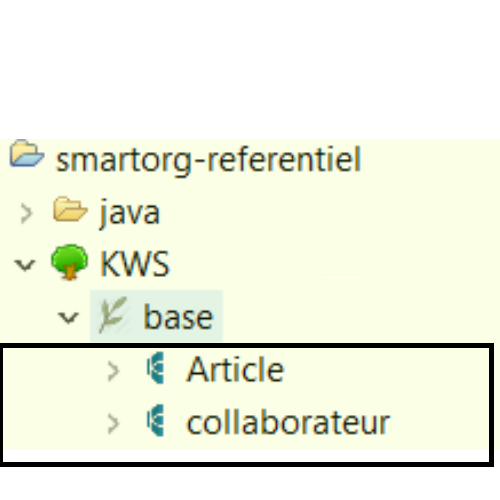 smartorg-referentiel
java
KWS
base
Article
collaborateur